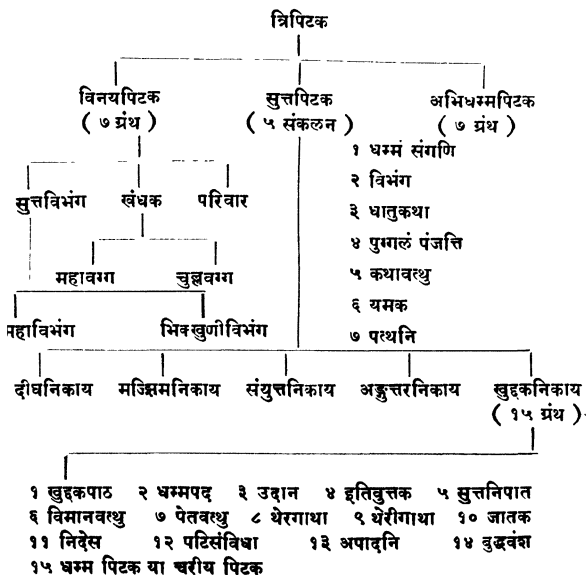 त्रिपिटक
विनयपिटक सुत्तपिटक अभिधम्मपिटक
( ७ ग्रंथ ) ( ५ संकलन ) ( ७ ग्रंथ )
१ धम्मं संगणि
२ विभंग
सुत्तविभंग खंधक परिवार
३ धातुकथा
४ पुग्गलं पंजत्ति
महावग्ग चुल्लवग्ग
५ कथावत्थु
६ यमक
महाविभंग भिक्खुणीविभंग
७ पत्थनि
दीघनिकाय मज्झिमनिकाय संयुत्तनिकाय अङ्गुत्तरनिकाय खुद्दकनिकाय
( १५ ग्रंथ )
१ खुद्दकपाठ २ धम्मपद ३ उदान ४ इतिवुत्तक ५ सुत्तनिपात
६ विमानवत्थु ७ पेतवत्थु ८ थेरगाथा ९ थेरीगाथा १० जातक
११ निदेस १२ पटिसंविधा १३ अपादनि १४ बुद्धवंश
१५ धम्म पिटक या चरीय पिटक